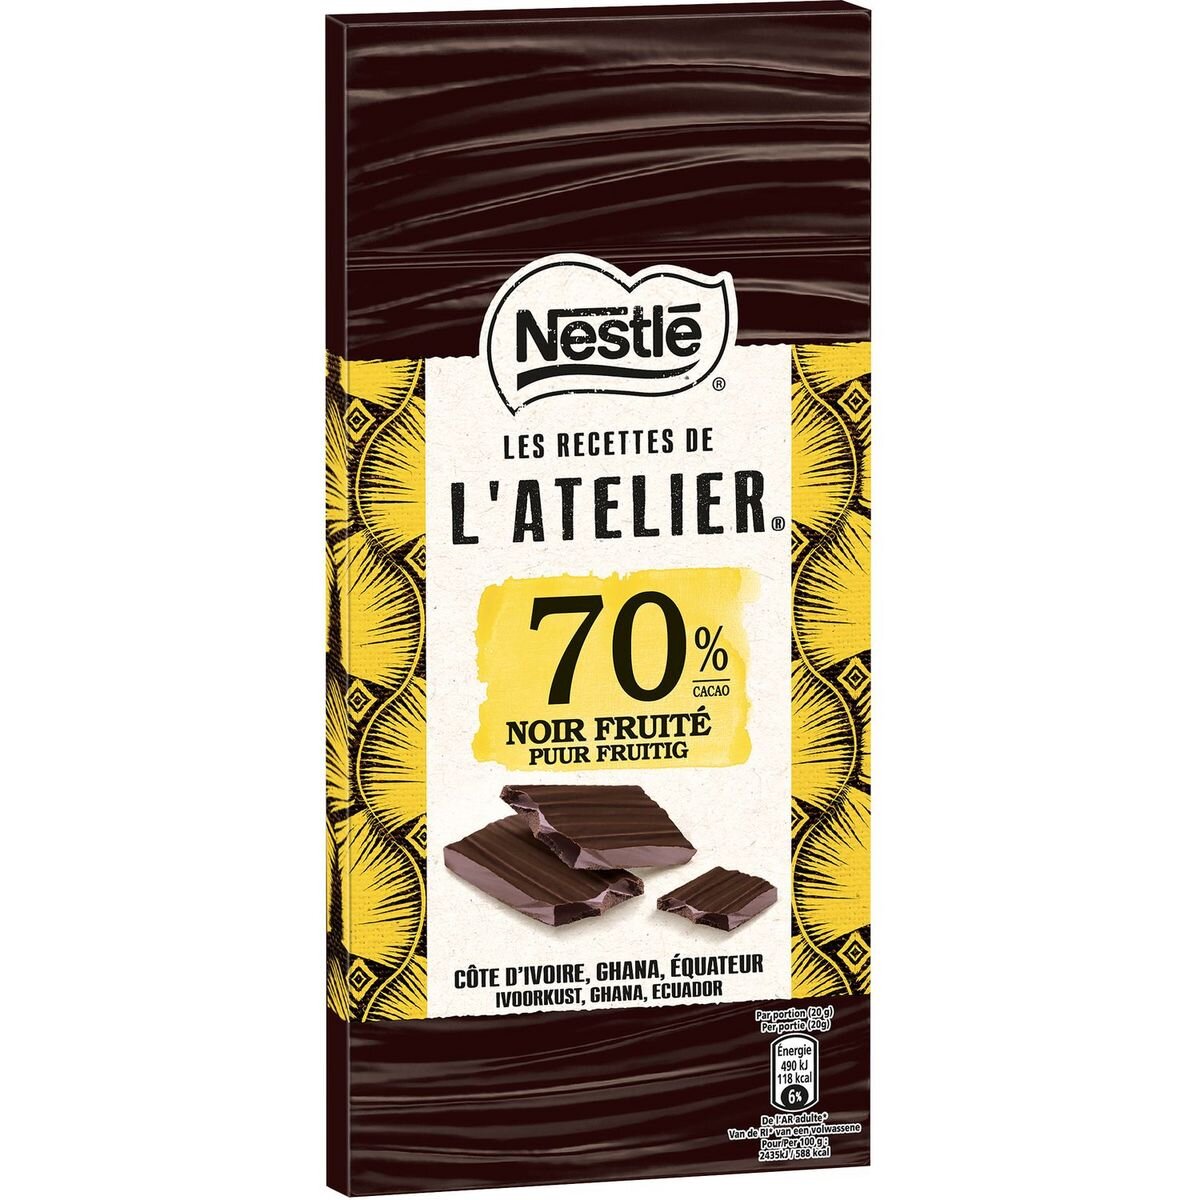 Nestlé
®
LES RECETTES DE
L'ATELIER®
70%
CACAO
NOIR FRUITÉ
PUUR FRUITIG
CÔTE D'IVOIRE, GHANA, ÉQUATEUR
IVOORKUST, GHANA, ECUADOR
Par portion (20 g)
Per portie (20g)
Énergie
490 kJ
118 kcal
6%
De l'AR adulte*
Van de RI* van een volwassene
Pour/Per 100 g :
2435kJ / 588 kcal